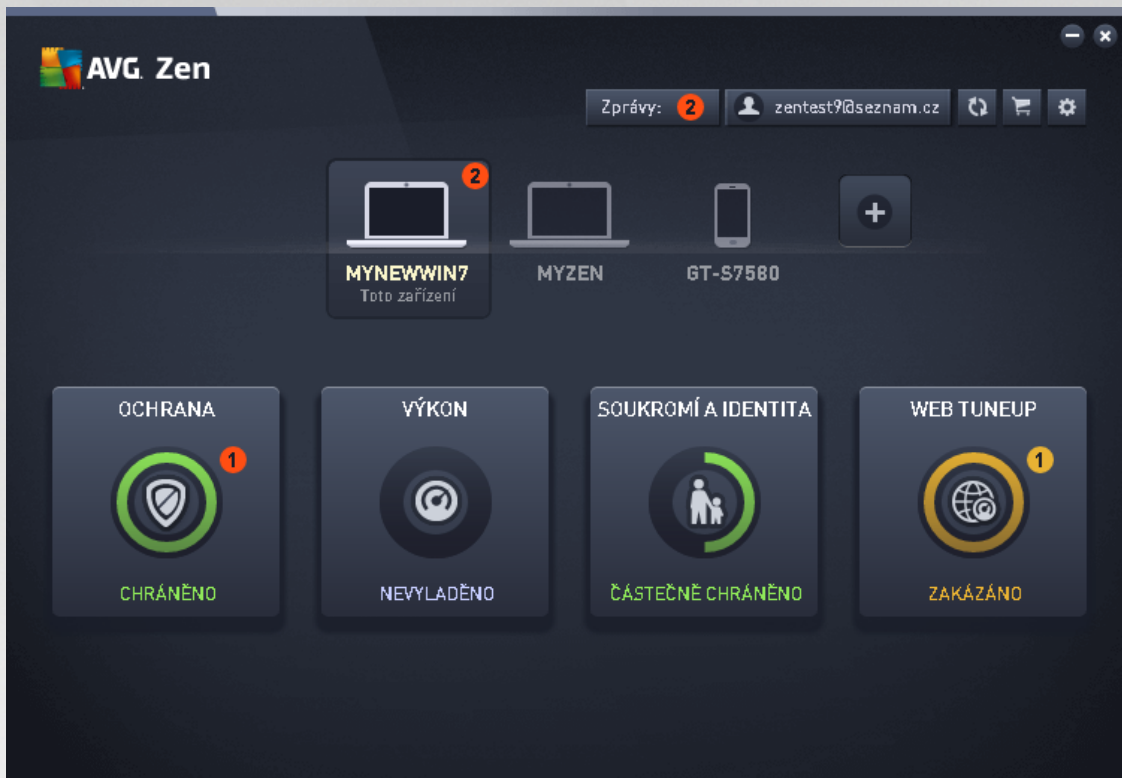 AVG. Zen
Zprávy: 2
zentest9@seznam.cz
2
MYNEWWIN7
Toto zařízení
MYZEN
GT-S7580
OCHRANA
1
CHRÁNĚNO
VÝKON
NEVYLADĚNO
SOUKROMÍ A IDENTITA
ČÁSTEČNĚ CHRÁNĚNO
WEB TUNEUP
1
ZAKÁZÁNO